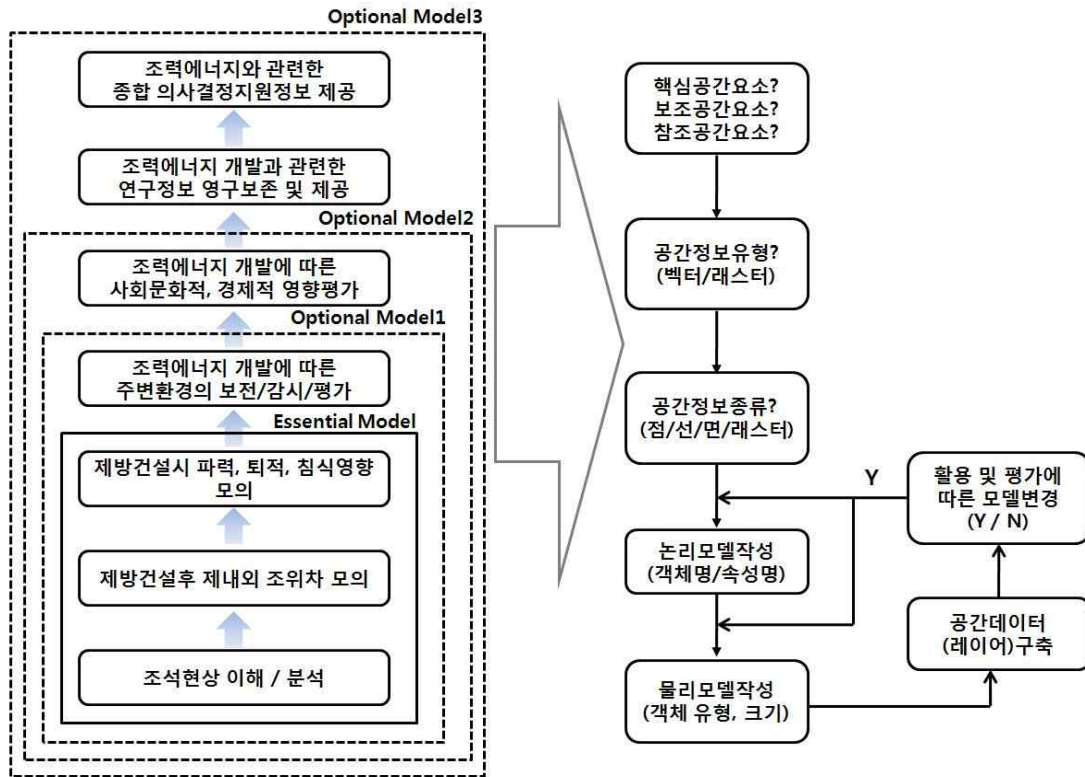 Optional Model3
조력에너지와 관련한
종합 의사결정지원정보 제공
조력에너지 개발과 관련한
연구정보 영구보존 및 제공
Optional Model2
조력에너지 개발에 따른
사회문화적, 경제적 영향평가
Optional Model1
조력에너지 개발에 따른
주변환경의 보전/감시/평가
Essential Model
제방건설시 파력, 퇴적, 침식영향
모의
제방건설후 제내외 조위차 모의
조석현상 이해 / 분석
핵심공간요소?
보조공간요소?
참조공간요소?
공간정보유형?
(벡터/래스터)
공간정보종류?
(점/선/면/래스터)
Y
활용 및 평가에
따른 모델변경
(Y / N)
논리모델작성
(객체명/속성명)
공간데이터
(레이어)구축
물리모델작성
(객체 유형, 크기)